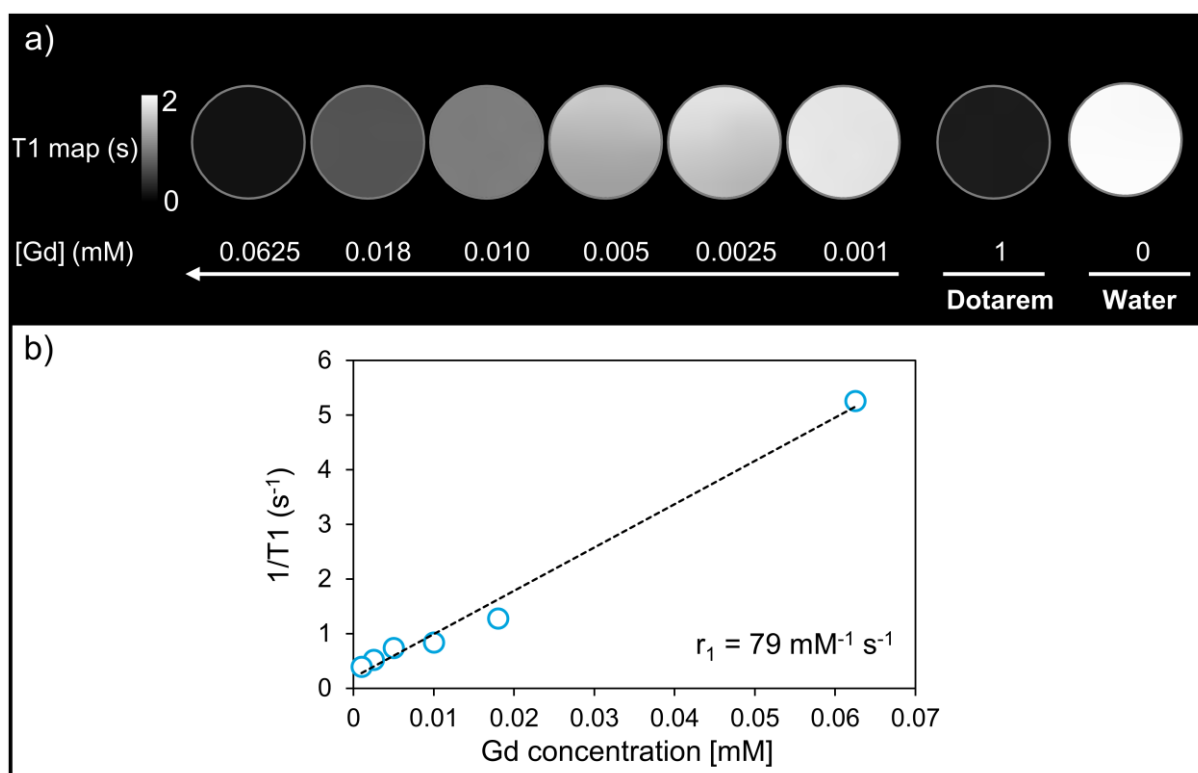 a)
2
T1 map (s)
0
[Gd] (mM) 0.0625 0.018 0.010 0.005 0.0025 0.001 1 0
Dotarem Water
b)
6
5
4
3
2
1
0
1/T1 (s⁻¹)
r₁ = 79 mM⁻¹ s⁻¹
0 0.01 0.02 0.03 0.04 0.05 0.06 0.07
Gd concentration [mM]